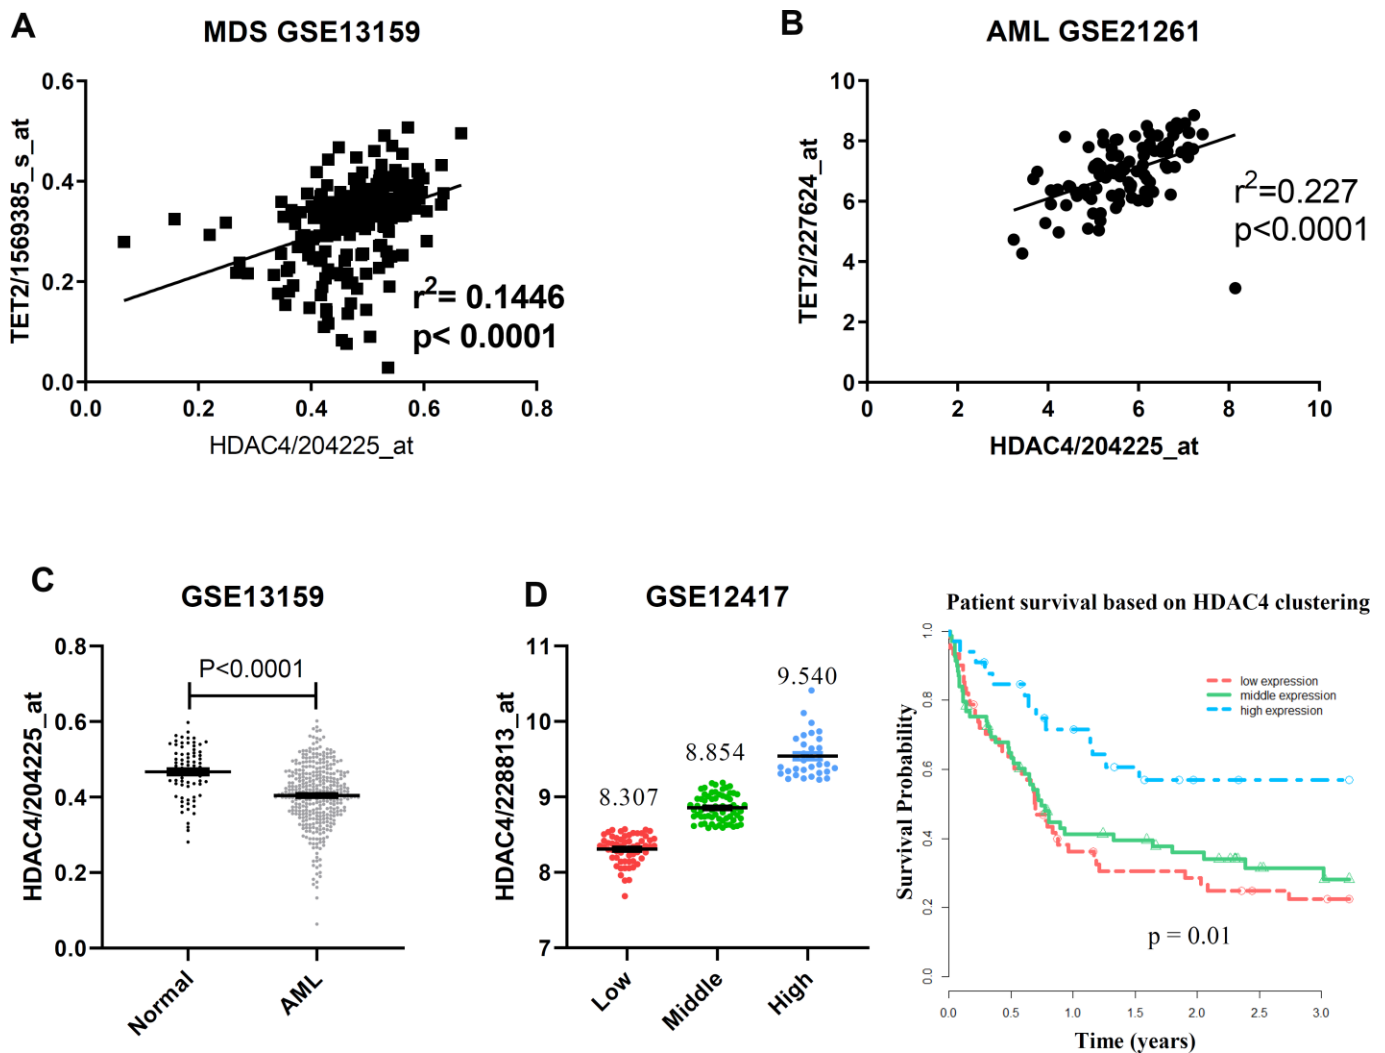 A
MDS GSE13159
TET2/1569385_s_at
0.6
0.4
0.2
0.0
r²= 0.1446
p< 0.0001
0.0 0.2 0.4 0.6 0.8
HDAC4/204225_at
B
AML GSE21261
TET2/227624_at
10
8
6
4
2
0
r²=0.227
p<0.0001
0 2 4 6 8 10
HDAC4/204225_at
C
GSE13159
HDAC4/204225_at
0.8
0.6
0.4
0.2
0.0
P<0.0001
Normal AML
D
GSE12417
HDAC4/228813_at
11
10
9
8
7
8.307
8.854
9.540
Low Middle High
Patient survival based on HDAC4 clustering
Survival Probability
1.0
0.8
0.6
0.4
0.2
0.0
low expression
middle expression
high expression
p = 0.01
0.0 0.5 1.0 1.5 2.0 2.5 3.0
Time (years)